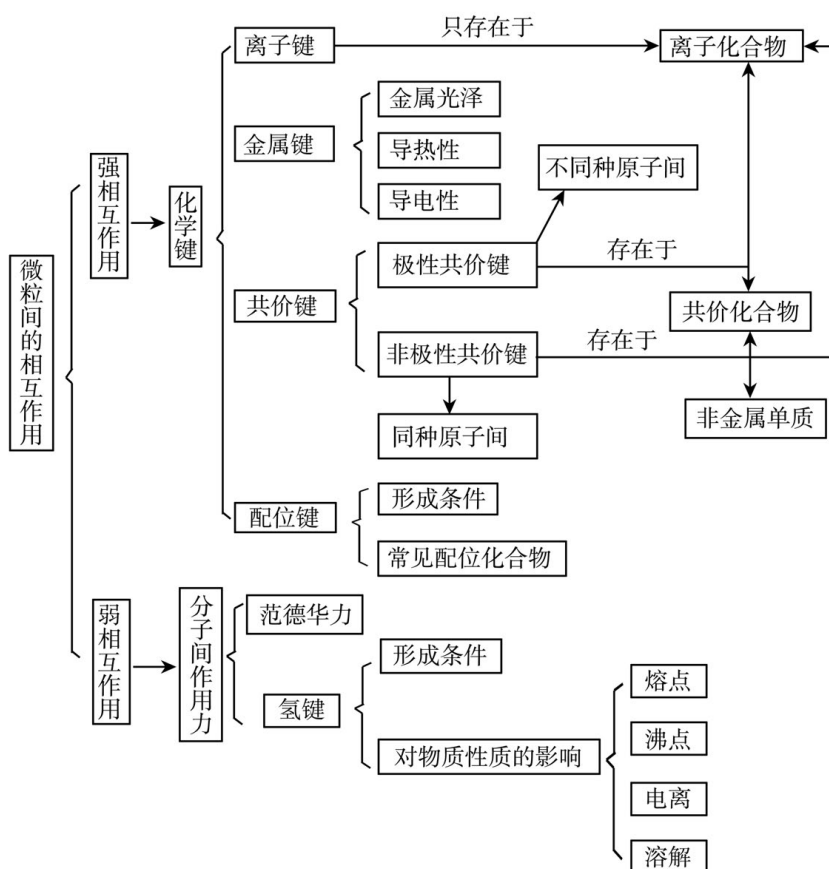 只存在于
离子键
离子化合物
金属光泽
金属键
导热性
不同种原子间
强相互作用
化学键
导电性
极性共价键
存在于
微粒间的相互作用
共价键
共价化合物
非极性共价键
存在于
同种原子间
非金属单质
形成条件
配位键
常见配位化合物
弱相互作用
分子间作用力
范德华力
形成条件
氢键
熔点
沸点
对物质性质的影响
电离
溶解